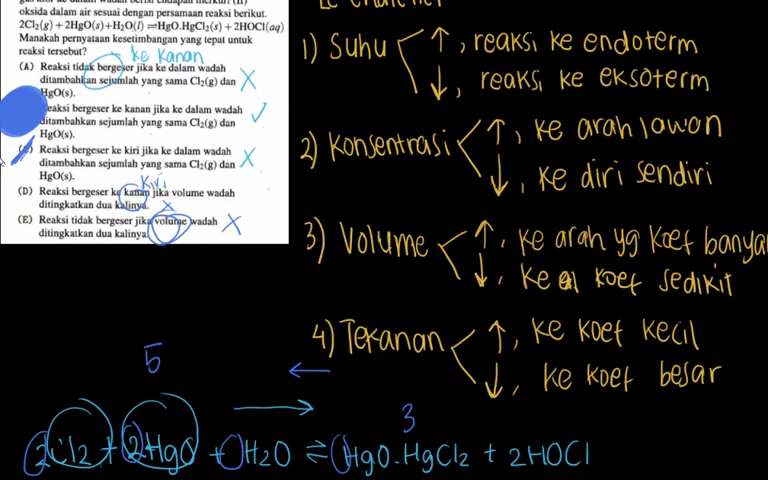 oksida dalam air sesuai dengan persamaan reaksi berikut.
2Cl₂(g) + 2HgO(s)+H₂O(l) ⇌HgO.HgCl₂(s) + 2HOCl(aq)
Manakah pernyataan kesetimbangan yang tepat untuk
reaksi tersebut?
ke kanan
(A) Reaksi tidak bergeser jika ke dalam wadah
ditambahkan sejumlah yang sama Cl₂(g) dan
HgO(s).
eaksi bergeser ke kanan jika ke dalam wadah
ditambahkan sejumlah yang sama Cl₂(g) dan
HgO(s).
Reaksi bergeser ke kiri jika ke dalam wadah
ditambahkan sejumlah yang sama Cl₂(g) dan
HgO(s).
kiri
(D) Reaksi bergeser ke kanan jika volume wadah
ditingkatkan dua kalinya.
(E) Reaksi tidak bergeser jika volume wadah
ditingkatkan dua kalinya.
1) Suhu ↑, reaksi ke endoterm
↓, reaksi ke eksoterm
2) Konsentrasi ↑, ke arah lawan
↓, ke diri sendiri
3) Volume ↑, ke arah yg koef banya
↓, ke koef sedikit
4) Tekanan ↑, ke koef kecil
↓, ke koef besar
5
3
2Cl2 + 2HgO + H2O ⇌ HgO.HgCl2 + 2HOCl